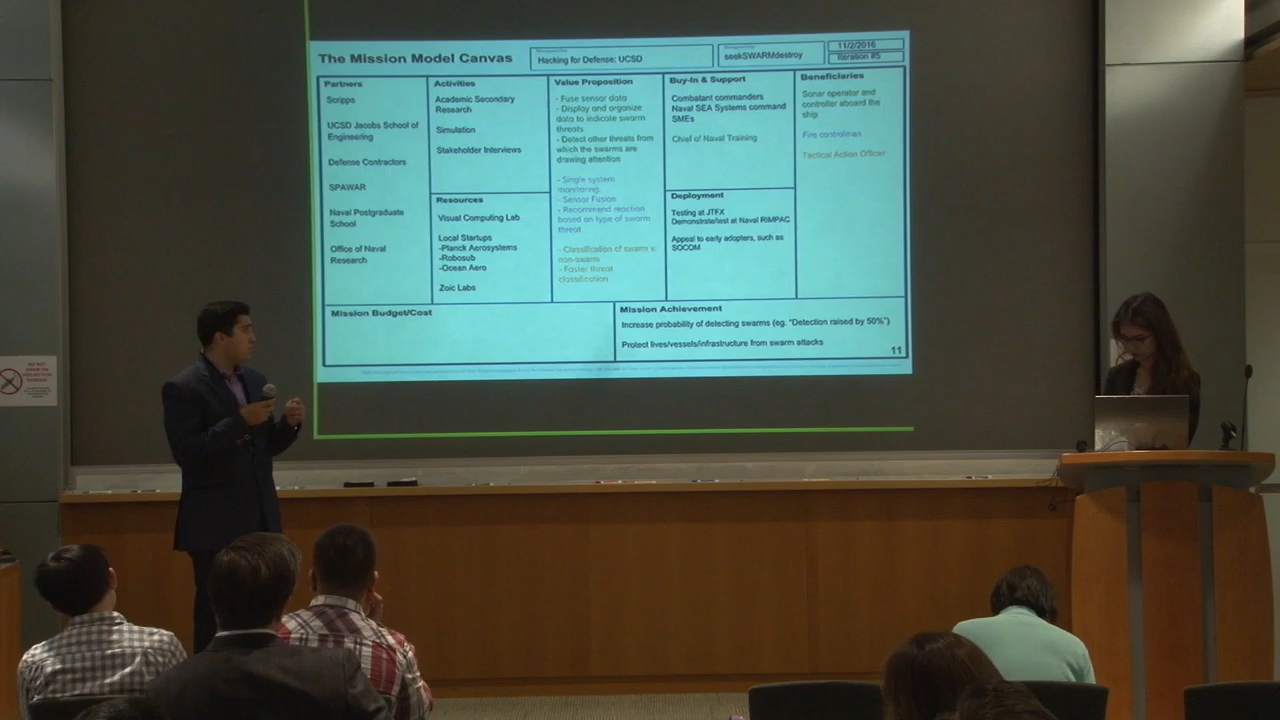 The Mission Model Canvas
Hacking for Defense: UCSD
seekSWARMdestroy
11/2/2016
Iteration #5
Partners
Scripps
UCSD Jacobs School of
Engineering
Defense Contractors
SPAWAR
Naval Postgraduate
School
Office of Naval
Research
Activities
Academic Secondary
Research
Simulation
Stakeholder Interviews
Resources
Visual Computing Lab
Local Startups
-Planck Aerosystems
-Robosub
-Ocean Aero
Zoic Labs
Value Proposition
- Fuse sensor data
- Display and organize
data to indicate swarm
threats
- Detect other threats from
which the swarms are
drawing attention
- Single system
monitoring.
- Sensor Fusion
- Recommend reaction
based on type of swarm
threat
- Classification of swarm v.
non-swarm
- Faster threat
classification
Buy-In & Support
Combatant commanders
Naval SEA Systems command
SMEs
Chief of Naval Training
Deployment
Testing at JTFX
Demonstrate/test at Naval RIMPAC
Appeal to early adopters, such as
SOCOM
Beneficiaries
Sonar operator and
controller aboard the
ship
Fire controlmen
Tactical Action Officer
Mission Budget/Cost
Mission Achievement
Increase probability of detecting swarms (eg. "Detection raised by 50%")
Protect lives/vessels/infrastructure from swarm attacks
11
DO NOT